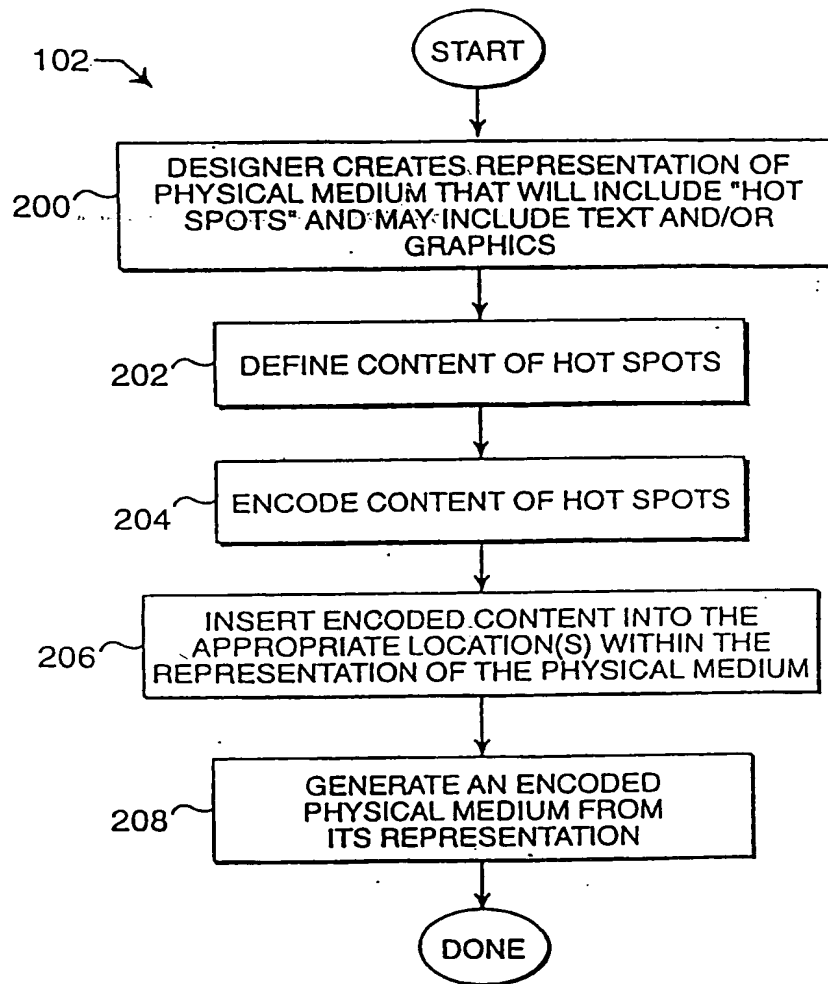 START
102
DESIGNER CREATES REPRESENTATION OF
PHYSICAL MEDIUM THAT WILL INCLUDE "HOT
SPOTS" AND MAY INCLUDE TEXT AND/OR
GRAPHICS
200
202
DEFINE CONTENT OF HOT SPOTS
204
ENCODE CONTENT OF HOT SPOTS
INSERT ENCODED CONTENT INTO THE
APPROPRIATE LOCATION(S) WITHIN THE
REPRESENTATION OF THE PHYSICAL MEDIUM
206
GENERATE AN ENCODED
PHYSICAL MEDIUM FROM
ITS REPRESENTATION
208
DONE